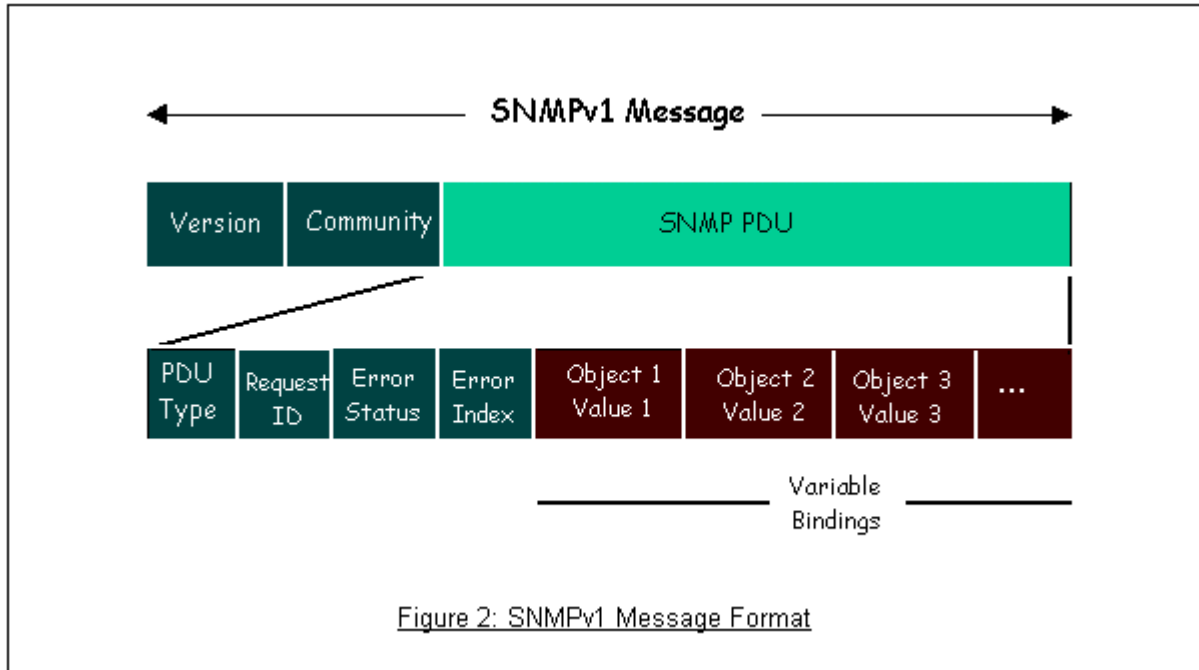 SNMPv1 Message
Version
Community
SNMP PDU
PDU
Type
Request
ID
Error
Status
Error
Index
Object 1
Value 1
Object 2
Value 2
Object 3
Value 3
...
Variable
Bindings
Figure 2: SNMPv1 Message Format